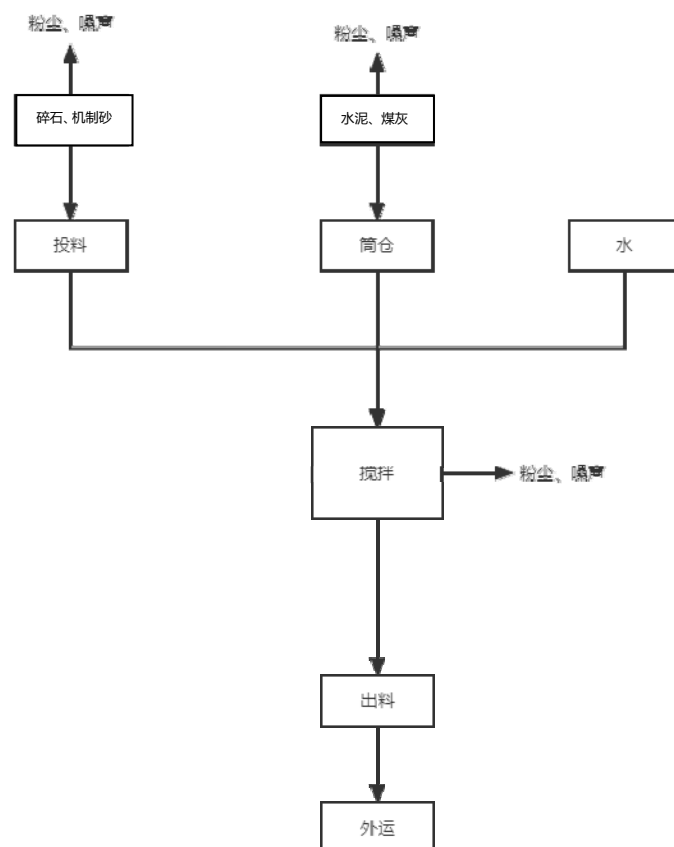 粉尘、噪声
粉尘、噪声
碎石、机制砂
水泥、煤灰
投料
筒仓
水
搅拌
粉尘、噪声
出料
外运